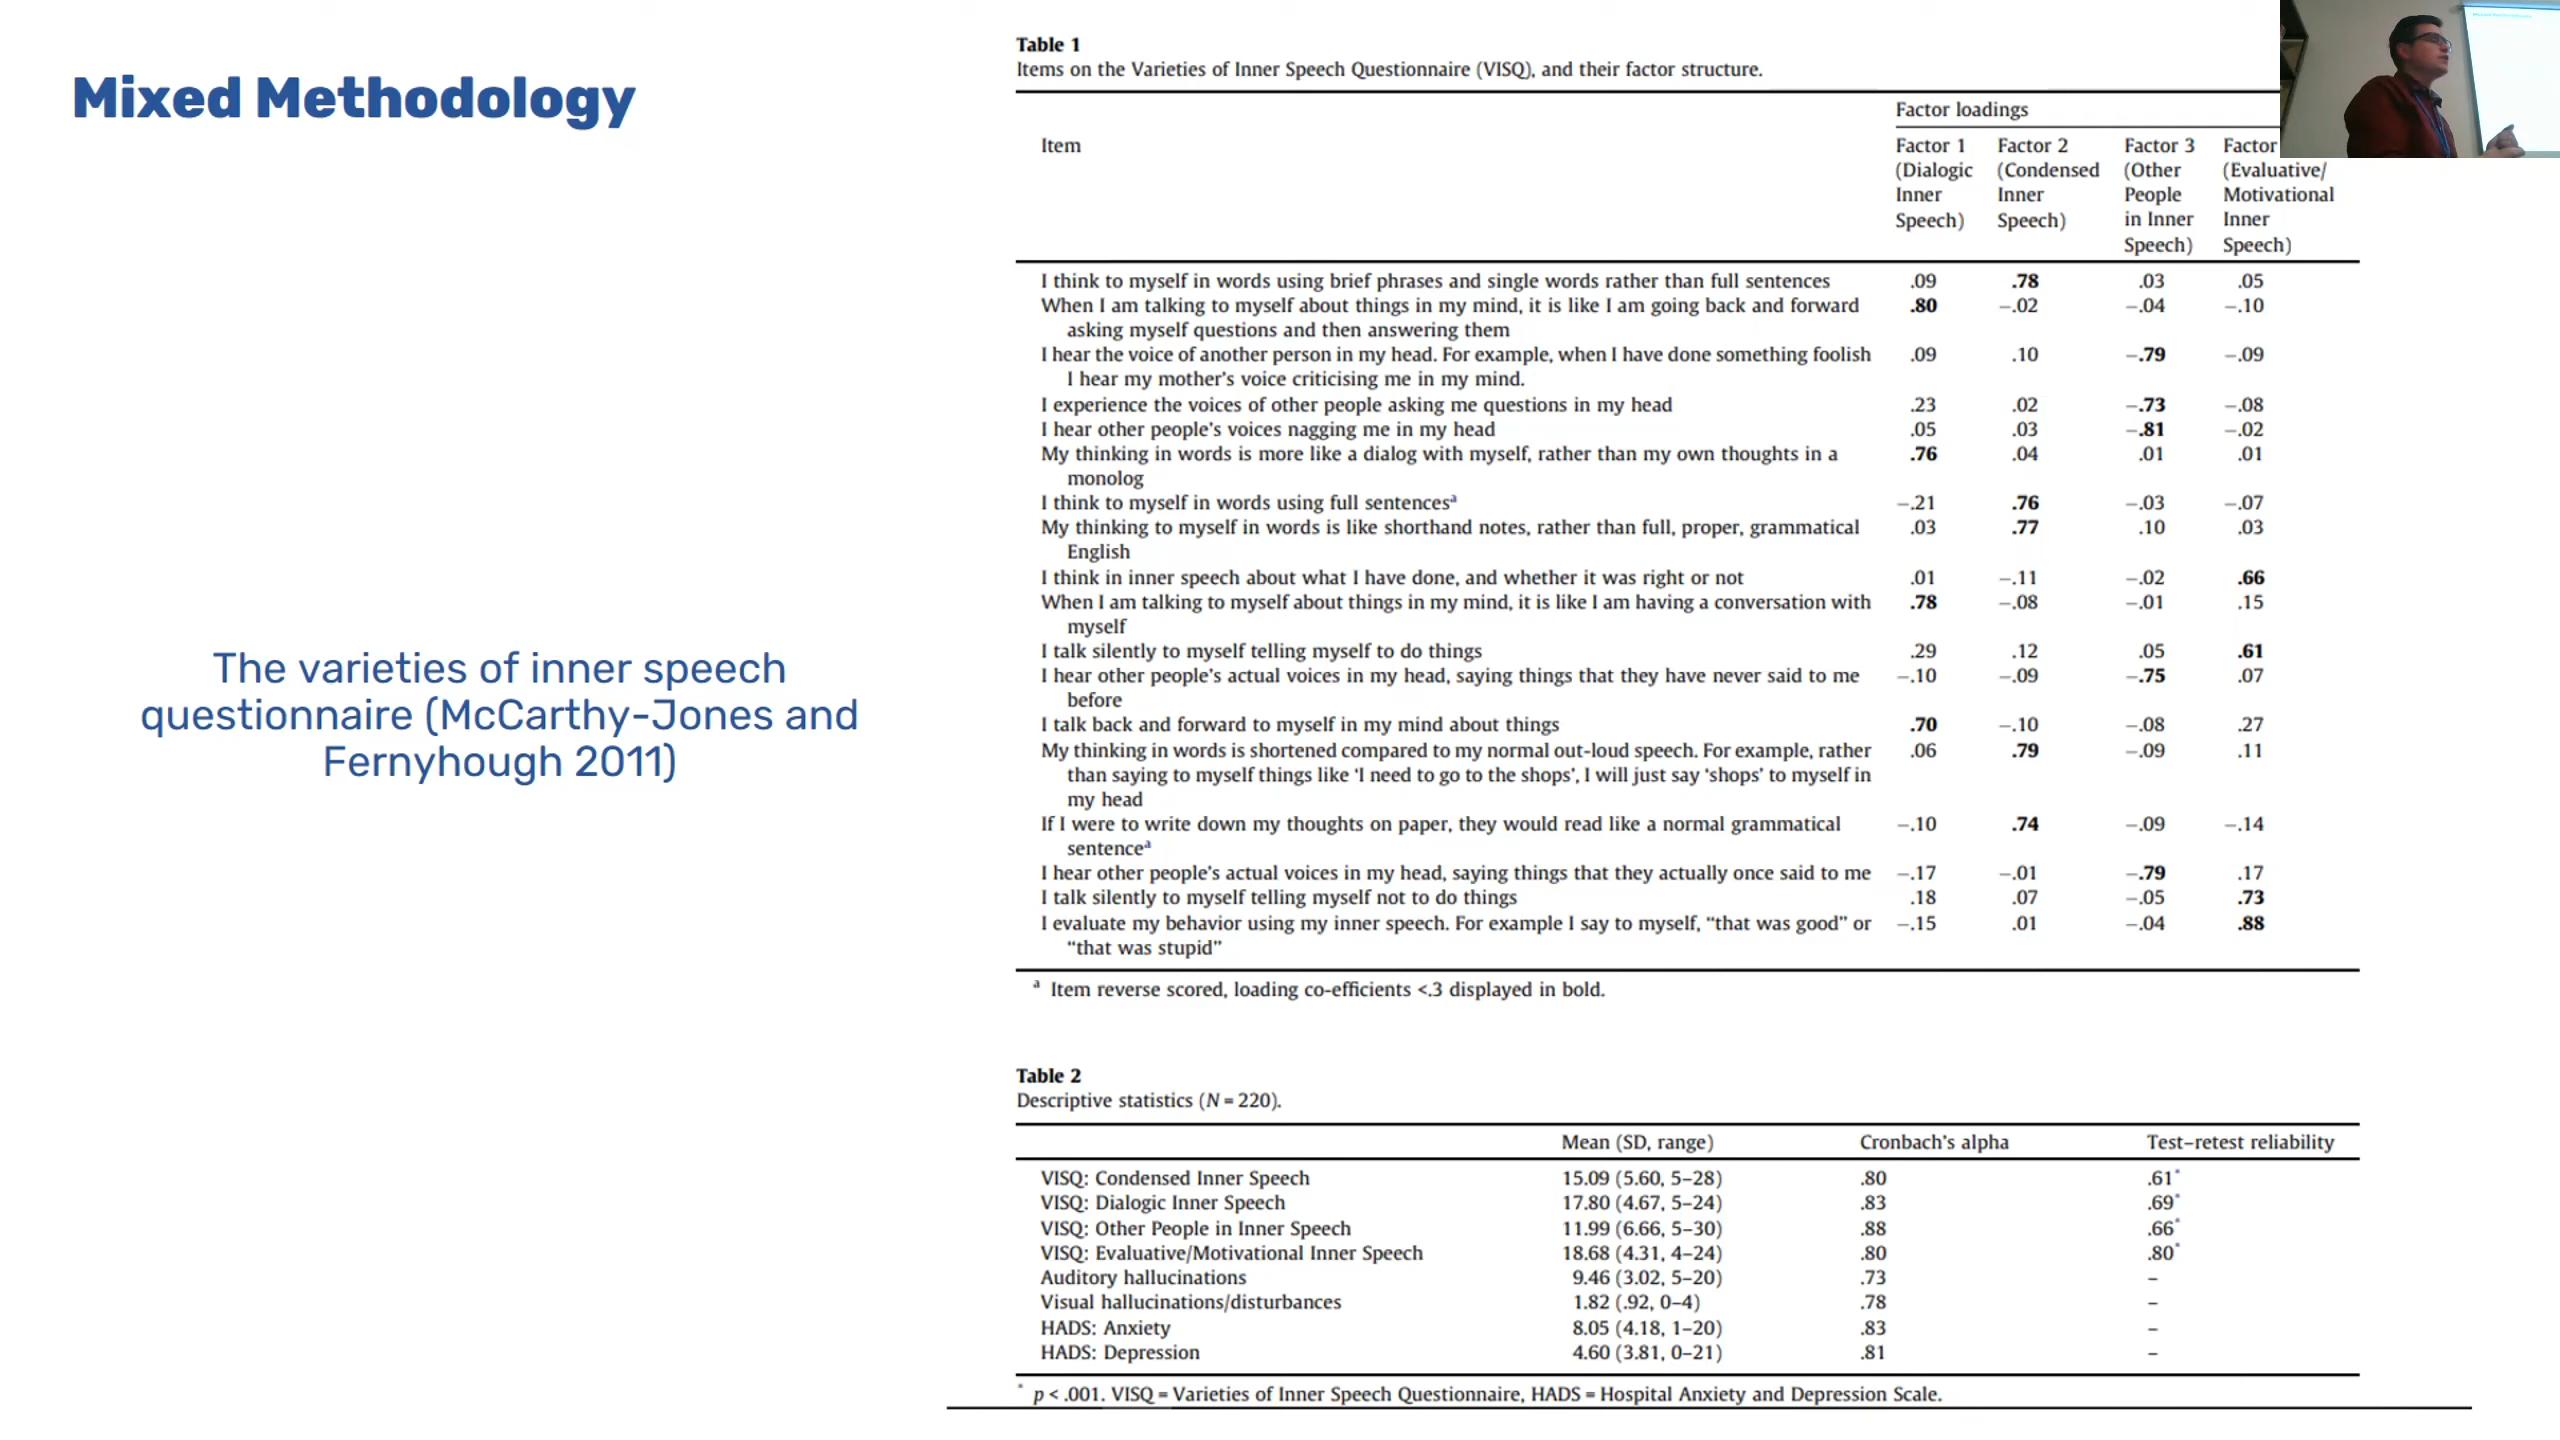 Mixed Methodology
The varieties of inner speech
questionnaire (McCarthy-Jones and
Fernyhough 2011)
Table 1
Items on the Varieties of Inner Speech Questionnaire (VISQ), and their factor structure.
Factor loadings
Item Factor 1 Factor 2 Factor 3 Factor
(Dialogic (Condensed (Other (Evaluative/
Inner Inner People Motivational
Speech) Speech) in Inner Inner
Speech) Speech)
I think to myself in words using brief phrases and single words rather than full sentences .09 .78 .03 .05
When I am talking to myself about things in my mind, it is like I am going back and forward .80 −.02 −.04 −.10
asking myself questions and then answering them
I hear the voice of another person in my head. For example, when I have done something foolish .09 .10 −.79 −.09
I hear my mother's voice criticising me in my mind.
I experience the voices of other people asking me questions in my head .23 .02 −.73 −.08
I hear other people's voices nagging me in my head .05 .03 −.81 −.02
My thinking in words is more like a dialog with myself, rather than my own thoughts in a .76 .04 .01 .01
monolog
I think to myself in words using full sentencesa −.21 .76 −.03 −.07
My thinking to myself in words is like shorthand notes, rather than full, proper, grammatical .03 .77 .10 .03
English
I think in inner speech about what I have done, and whether it was right or not .01 −.11 −.02 .66
When I am talking to myself about things in my mind, it is like I am having a conversation with .78 −.08 −.01 .15
myself
I talk silently to myself telling myself to do things .29 .12 .05 .61
I hear other people's actual voices in my head, saying things that they have never said to me −.10 −.09 −.75 .07
before
I talk back and forward to myself in my mind about things .70 −.10 −.08 .27
My thinking in words is shortened compared to my normal out-loud speech. For example, rather .06 .79 −.09 .11
than saying to myself things like 'I need to go to the shops', I will just say 'shops' to myself in
my head
If I were to write down my thoughts on paper, they would read like a normal grammatical −.10 .74 −.09 −.14
sentencea
I hear other people's actual voices in my head, saying things that they actually once said to me −.17 −.01 −.79 .17
I talk silently to myself telling myself not to do things .18 .07 −.05 .73
I evaluate my behavior using my inner speech. For example I say to myself, "that was good" or −.15 .01 −.04 .88
"that was stupid"
a Item reverse scored, loading co-efficients <.3 displayed in bold.
Table 2
Descriptive statistics (N = 220).
Mean (SD, range) Cronbach's alpha Test–retest reliability
VISQ: Condensed Inner Speech 15.09 (5.60, 5–28) .80 .61*
VISQ: Dialogic Inner Speech 17.80 (4.67, 5–24) .83 .69*
VISQ: Other People in Inner Speech 11.99 (6.66, 5–30) .88 .66*
VISQ: Evaluative/Motivational Inner Speech 18.68 (4.31, 4–24) .80 .80*
Auditory hallucinations 9.46 (3.02, 5–20) .73 –
Visual hallucinations/disturbances 1.82 (.92, 0–4) .78 –
HADS: Anxiety 8.05 (4.18, 1–20) .83 –
HADS: Depression 4.60 (3.81, 0–21) .81 –
* p < .001. VISQ = Varieties of Inner Speech Questionnaire, HADS = Hospital Anxiety and Depression Scale.